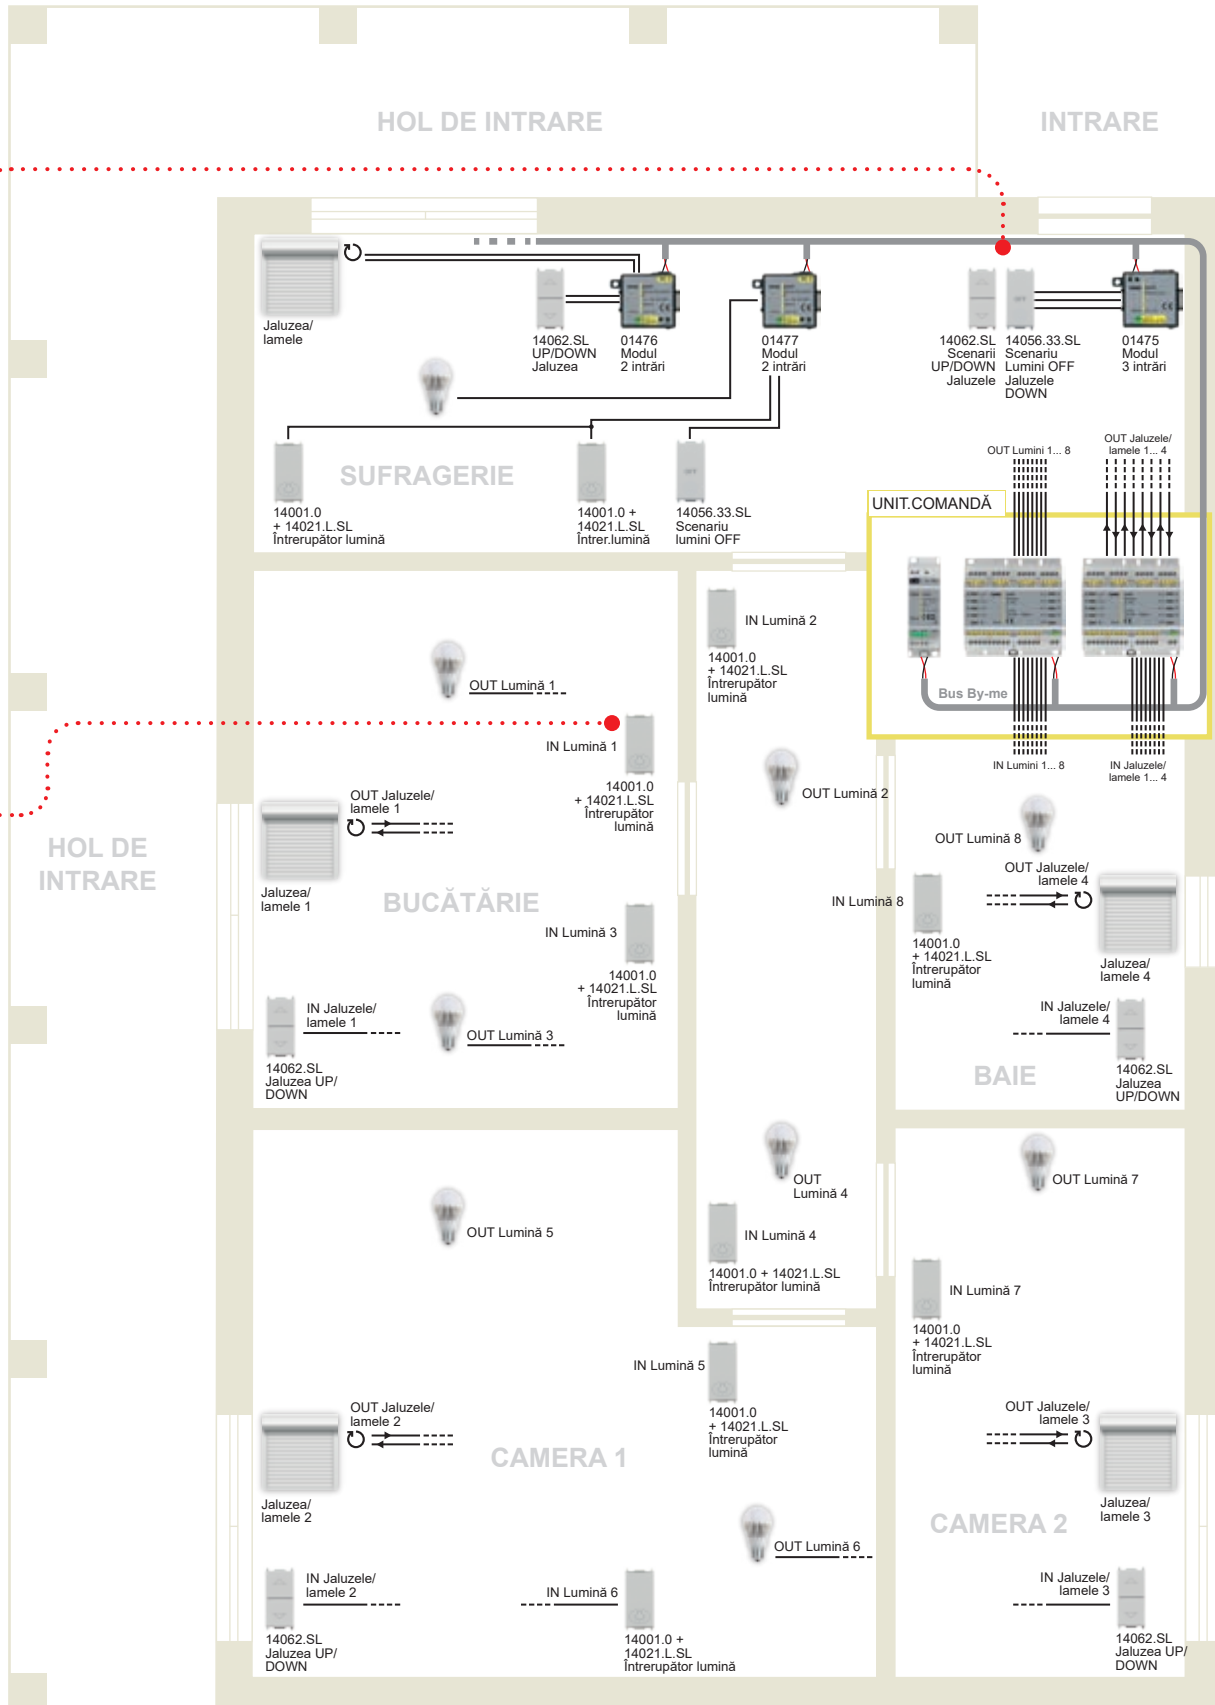 HOL DE INTRARE
INTRARE
Jaluzea/
lamele
14062.SL
UP/DOWN
Jaluzea
01476
Modul
2 intrări
01477
Modul
2 intrări
14062.SL
Scenarii
UP/DOWN
Jaluzele
14056.33.SL
Scenariu
Lumini OFF
Jaluzele
DOWN
01475
Modul
3 intrări
SUFRAGERIE
14001.0
+ 14021.L.SL
Întrerupător lumină
14001.0 +
14021.L.SL
Întrer.lumină
OFF
14056.33.SL
Scenariu
lumini OFF
OUT Lumini 1... 8
OUT Jaluzele/
lamele 1... 4
UNIT.COMANDĂ
Bus By-me
IN Lumini 1... 8
IN Jaluzele/
lamele 1... 4
OUT Lumină 1
IN Lumină 1
14001.0
+ 14021.L.SL
Întrerupător
lumină
OUT Jaluzele/
lamele 1
Jaluzea/
lamele 1
BUCĂTĂRIE
IN Lumină 3
14001.0
+ 14021.L.SL
Întrerupător
lumină
IN Jaluzele/
lamele 1
14062.SL
Jaluzea UP/
DOWN
OUT Lumină 3
HOL DE
INTRARE
IN Lumină 2
14001.0
+ 14021.L.SL
Întrerupător
lumină
OUT Lumină 2
OUT
Lumină 4
IN Lumină 4
14001.0 + 14021.L.SL
Întrerupător lumină
OUT Lumină 8
OUT Jaluzele/
lamele 4
IN Lumină 8
14001.0
+ 14021.L.SL
Întrerupător
lumină
Jaluzea/
lamele 4
IN Jaluzele/
lamele 4
BAIE
14062.SL
Jaluzea
UP/DOWN
OUT Lumină 5
IN Lumină 5
14001.0
+ 14021.L.SL
Întrerupător
lumină
OUT Jaluzele/
lamele 2
Jaluzea/
lamele 2
CAMERA 1
OUT Lumină 6
IN Jaluzele/
lamele 2
14062.SL
Jaluzea UP/
DOWN
IN Lumină 6
14001.0 +
14021.L.SL
Întrerupător lumină
OUT Lumină 7
IN Lumină 7
14001.0
+ 14021.L.SL
Întrerupător
lumină
OUT Jaluzele/
lamele 3
Jaluzea/
lamele 3
CAMERA 2
IN Jaluzele/
lamele 3
14062.SL
Jaluzea UP/
DOWN